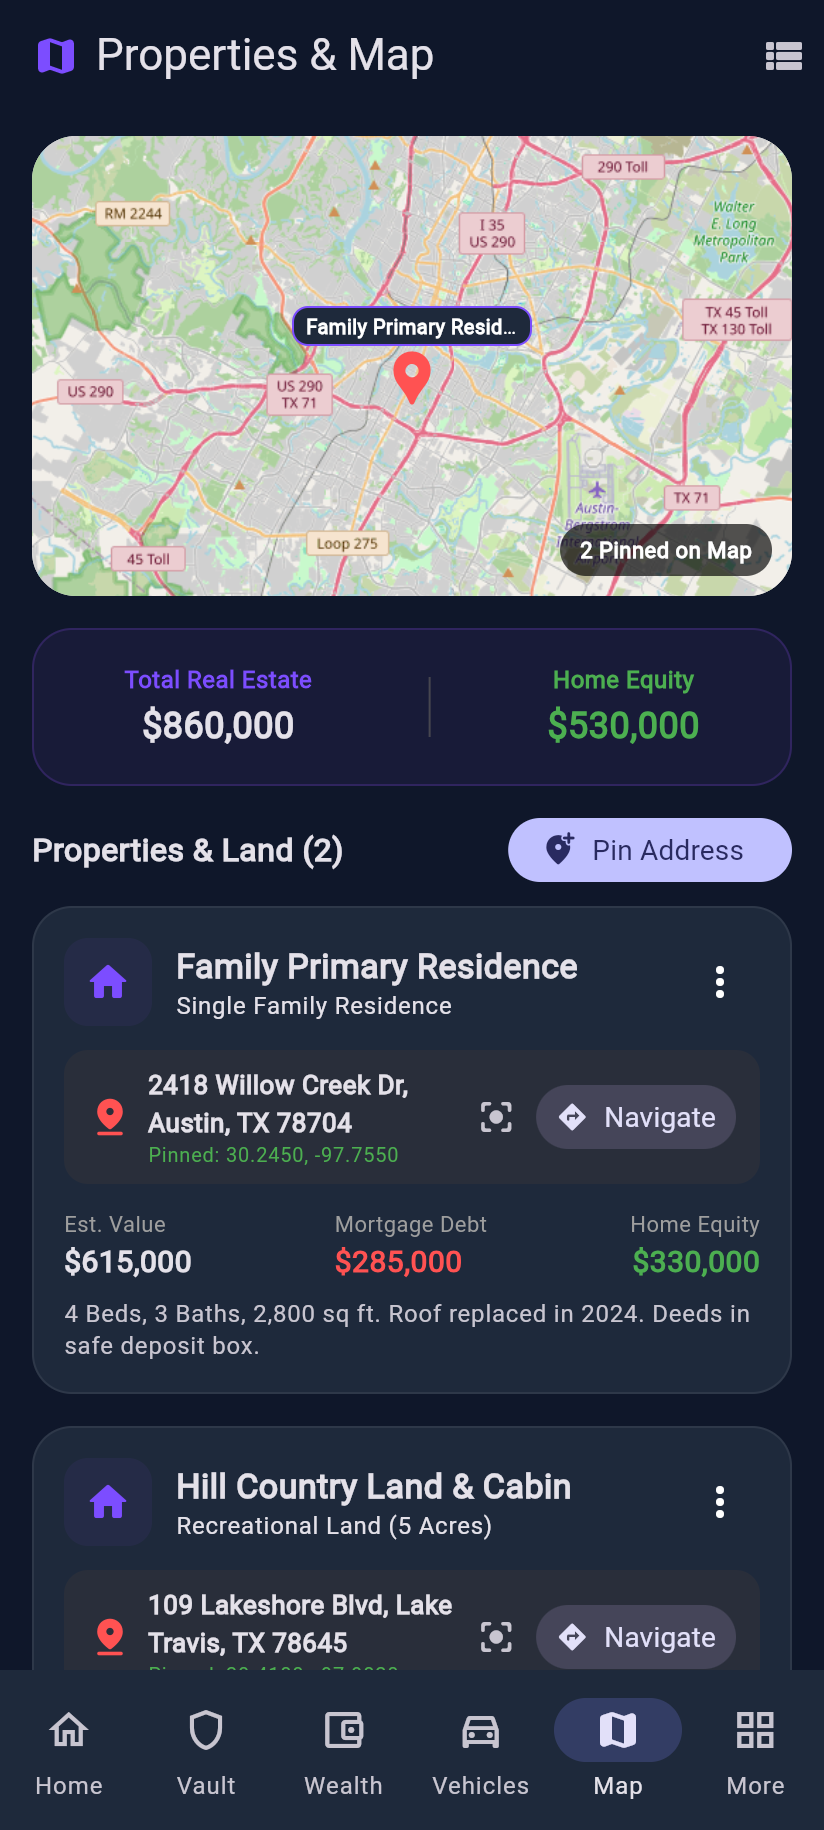 Properties & Map
290 Toll
RM 2244
Walter
E. Long
Metropolitan
Park
I 35
US 290
TX 45 Toll
TX 130 Toll
Family Primary Resid...
US 290
US 290
TX 71
TX 71
Austin-
Bergstrom
45 Toll
Loop 275
2 Pinned on Map
Total Real Estate
Home Equity
$860,000
$530,000
Properties & Land (2)
Pin Address
Family Primary Residence
Single Family Residence
2418 Willow Creek Dr,
Austin, TX 78704
Pinned: 30.2450, -97.7550
Navigate
Est. Value
Mortgage Debt
Home Equity
$615,000
$285,000
$330,000
4 Beds, 3 Baths, 2,800 sq ft. Roof replaced in 2024. Deeds in
safe deposit box.
Hill Country Land & Cabin
Recreational Land (5 Acres)
109 Lakeshore Blvd, Lake
Travis, TX 78645
Navigate
Home
Vault
Wealth
Vehicles
Map
More